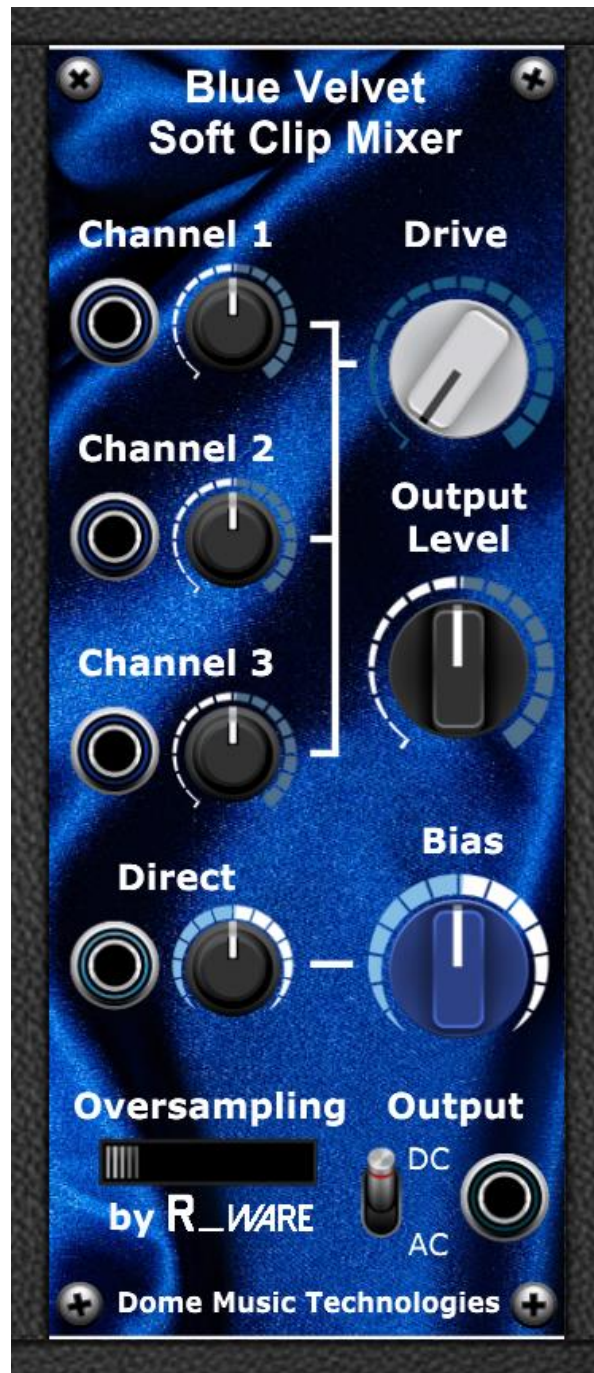 Blue Velvet
Soft Clip Mixer
Channel 1
Drive
Channel 2
Output
Level
Channel 3
Bias
Direct
Oversampling
Output
DC
by R_WARE
AC
Dome Music Technologies